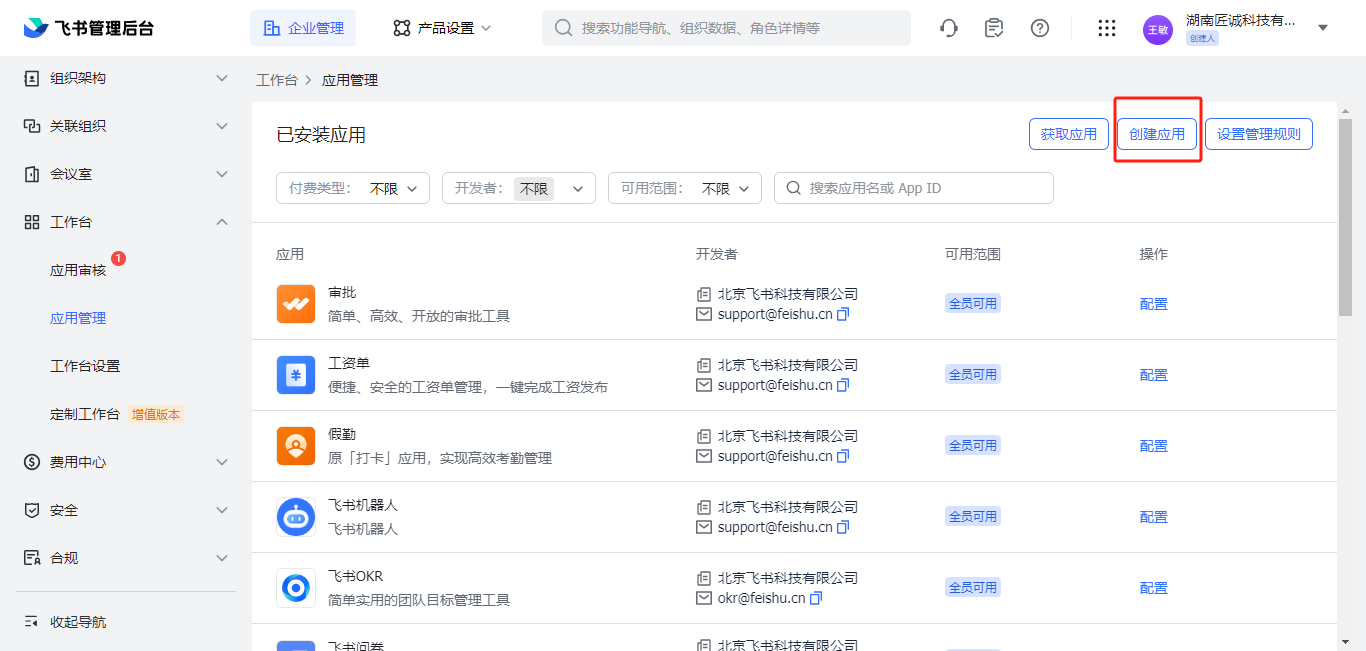 飞书管理后台
企业管理
产品设置
搜索功能导航、组织数据、角色详情等
王敏
湖南匠诚科技有限...
创建人
组织架构
关联组织
会议室
工作台
应用审核
1
应用管理
工作台设置
定制工作台 增值版本
费用中心
安全
合规
收起导航
工作台 > 应用管理
已安装应用
获取应用
创建应用
设置管理规则
付费类型： 不限
开发者： 不限
可用范围： 不限
搜索应用名或 App ID
应用 开发者 可用范围 操作
审批
简单、高效、开放的审批工具
北京飞书科技有限公司
support@feishu.cn
全员可用
配置
工资单
便捷、安全的工资单管理，一键完成工资发布
北京飞书科技有限公司
support@feishu.cn
全员可用
配置
假勤
原「打卡」应用，实现高效考勤管理
北京飞书科技有限公司
support@feishu.cn
全员可用
配置
飞书机器人
飞书机器人
北京飞书科技有限公司
support@feishu.cn
全员可用
配置
飞书OKR
简单实用的团队目标管理工具
北京飞书科技有限公司
okr@feishu.cn
全员可用
配置
飞书问卷
北京飞书科技有限公司